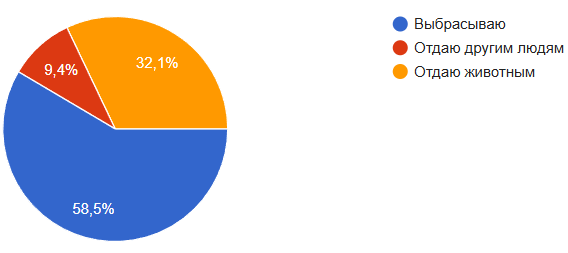 Выбрасываю
Отдаю другим людям
Отдаю животным
32,1%
9,4%
58,5%